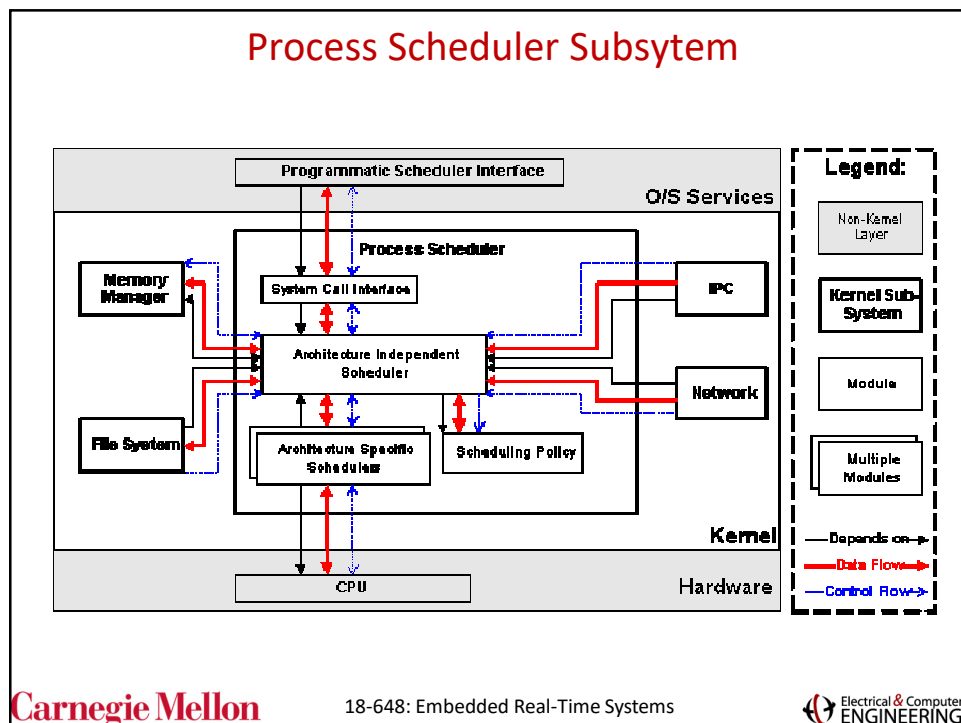 Process Scheduler Subsytem
Programmatic Scheduler Interface
O/S Services
Process Scheduler
System Call Interface
Memory
Manager
IPC
Architecture Independent
Scheduler
Network
File System
Architecture Specific
Schedulers
Scheduling Policy
Kernel
CPU
Hardware
Legend:
Non-Kernel
Layer
Kernel Sub-
System
Module
Multiple
Modules
Depends on
Data Flow
Control Flow
Carnegie Mellon
18-648: Embedded Real-Time Systems
Electrical & Computer
ENGINEERING